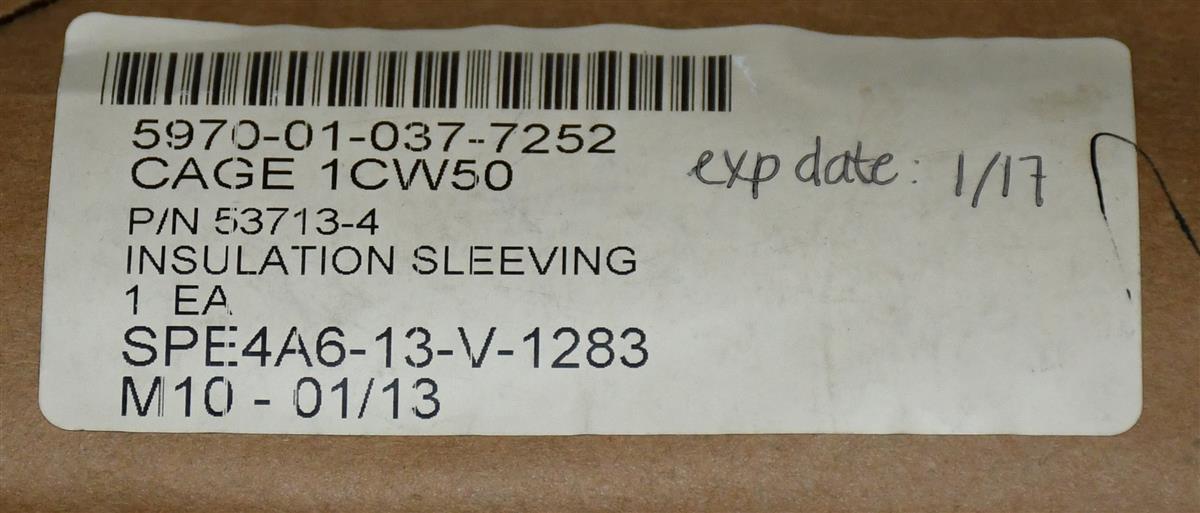 5970-01-037-7252
CAGE 1CW50
exp date: 1/17
P/N 53713-4
INSULATION SLEEVING
1 EA
SPE4A6-13-V-1283
M10 - 01/13